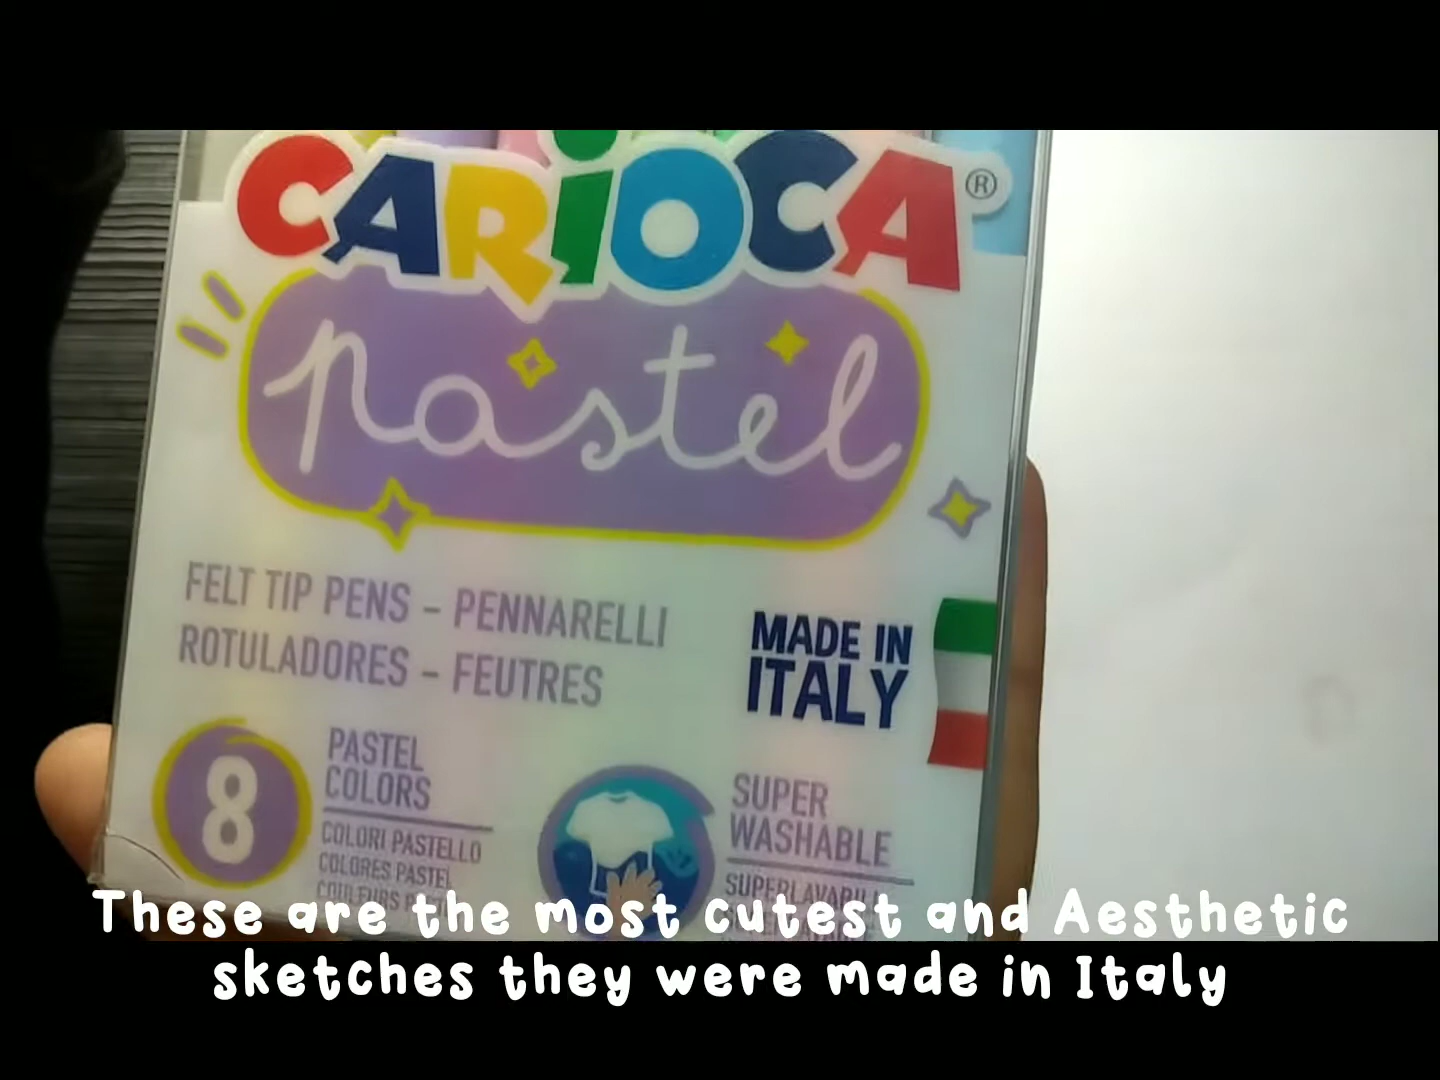 CARiOCA®
pastel
FELT TIP PENS – PENNARELLI
ROTULADORES – FEUTRES
MADE IN
ITALY
8
PASTEL
COLORS
COLORI PASTELLO
COLORES PASTEL
COULEURS
SUPER
WASHABLE
These are the most cutest and Aesthetic
sketches they were made in Italy